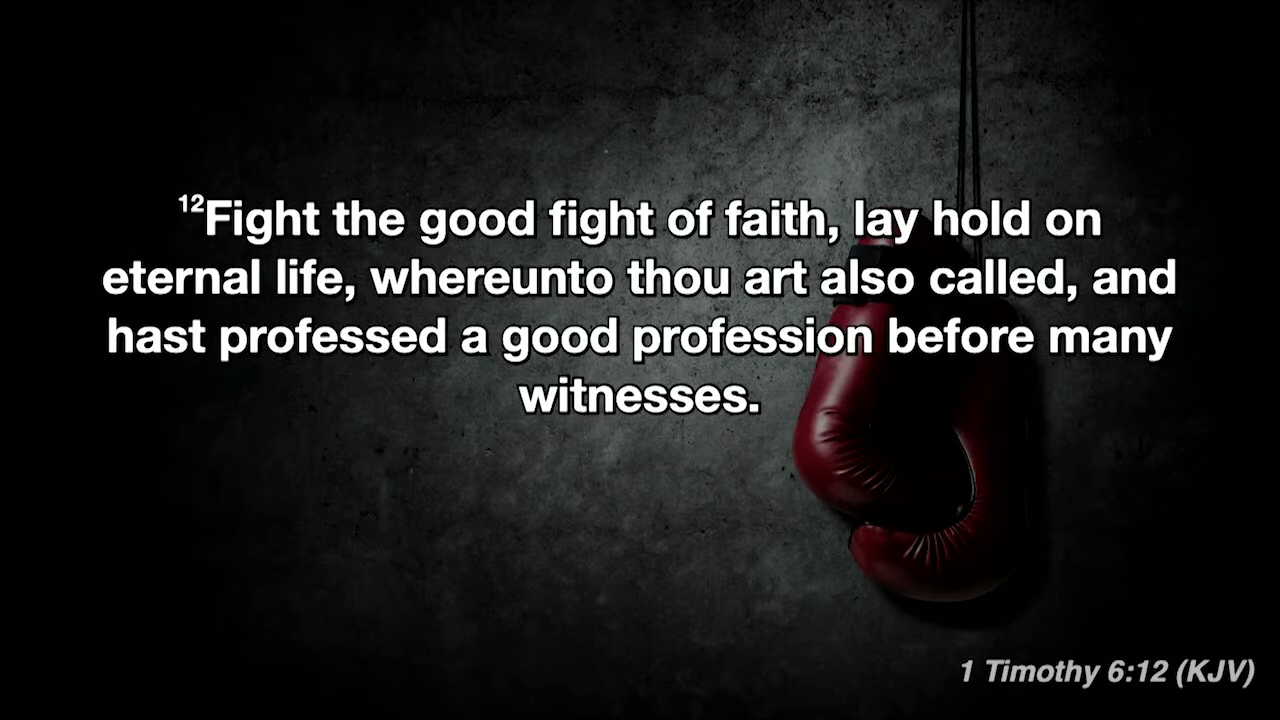 12Fight the good fight of faith, lay hold on
eternal life, whereunto thou art also called, and
hast professed a good profession before many
witnesses.
1 Timothy 6:12 (KJV)